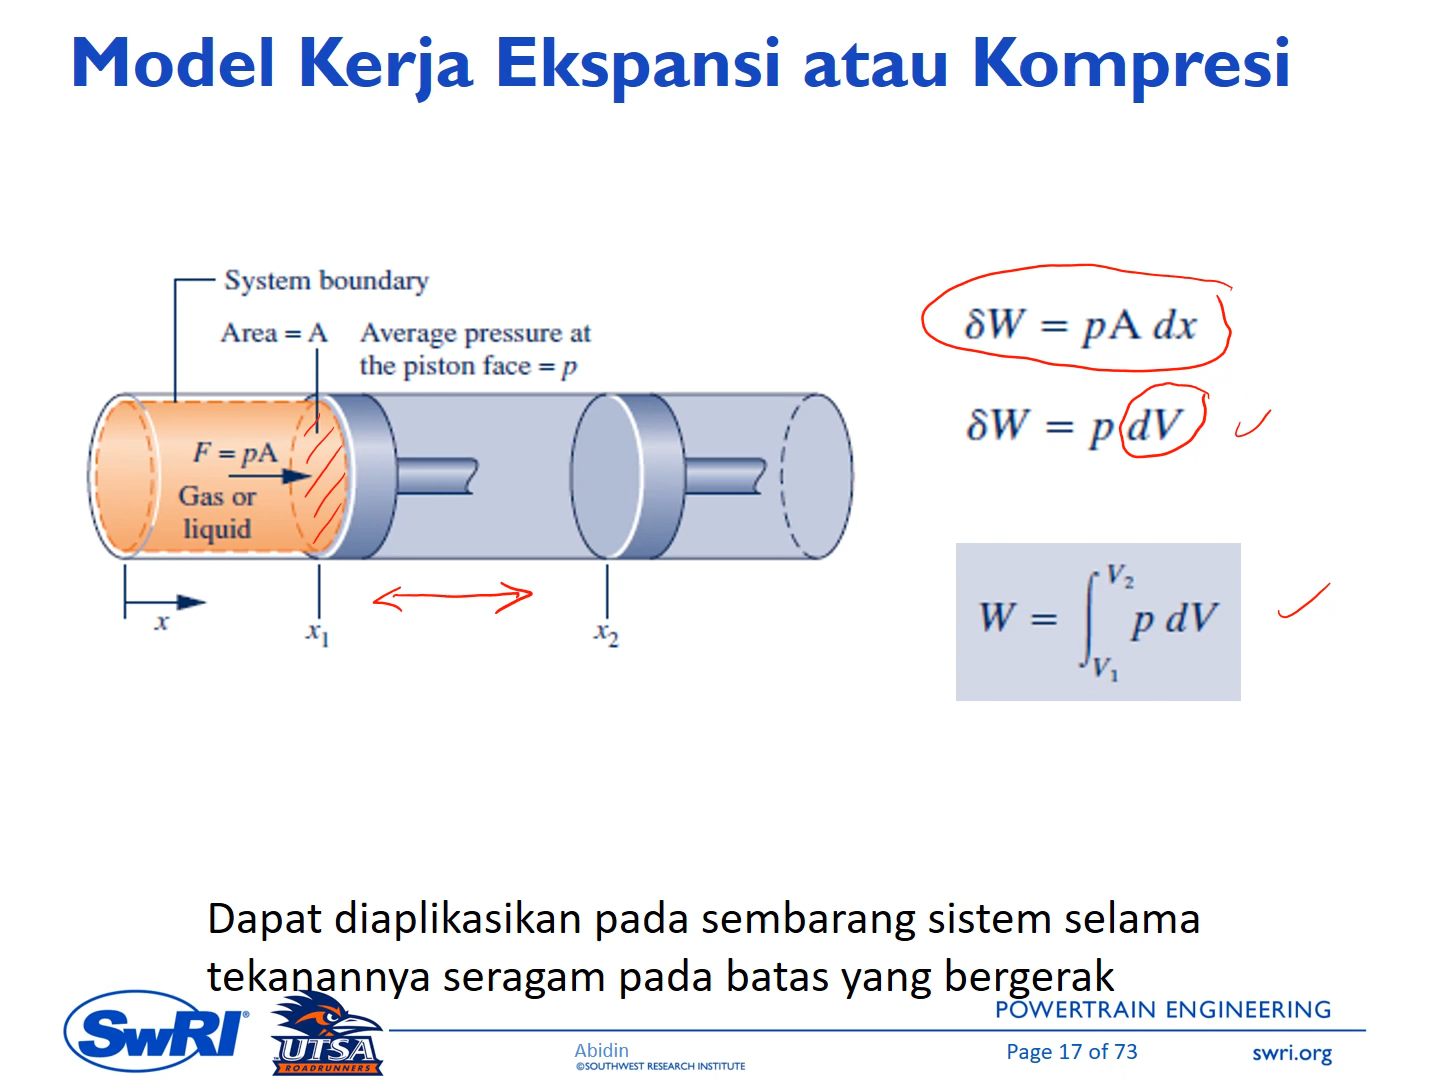 Model Kerja Ekspansi atau Kompresi
System boundary
Area = A
Average pressure at
the piston face = p
F = pA
Gas or
liquid
x
x₁
x₂
δW = pA dx
δW = p dV
W = ∫_{V₁}^{V₂} p dV
Dapat diaplikasikan pada sembarang sistem selama
tekanannya seragam pada batas yang bergerak
SwRI®
UTSA
ROADRUNNERS
Abidin
©SOUTHWEST RESEARCH INSTITUTE
POWERTRAIN ENGINEERING
Page 17 of 73
swri.org